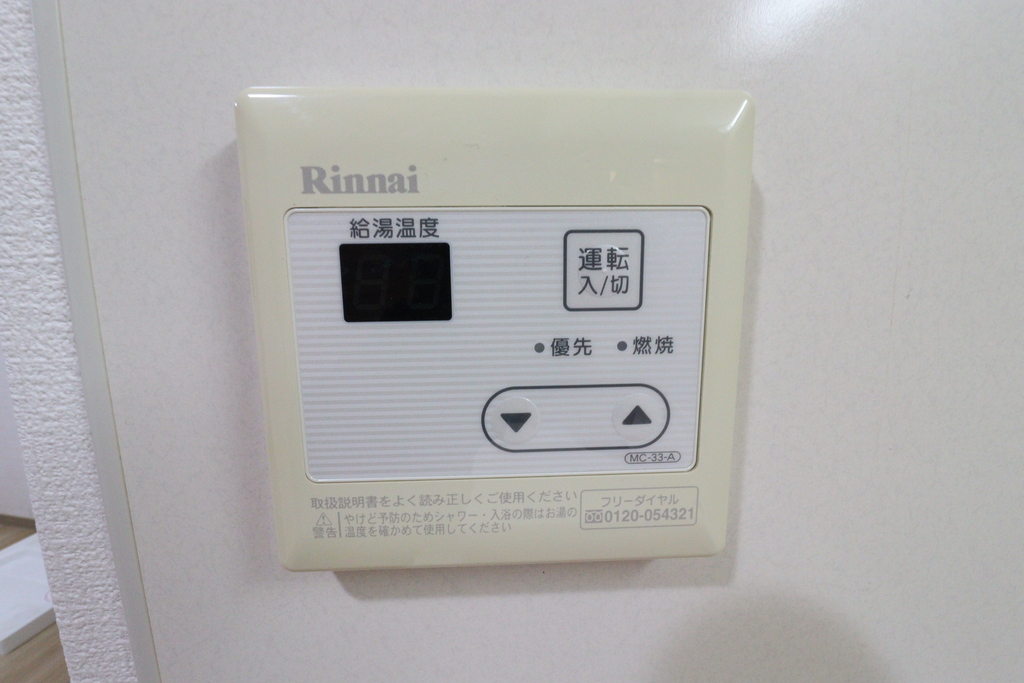 Rinnai
給湯温度
運転
入/切
優先
燃焼
▼ ▲
MC-33-A
取扱説明書をよく読み正しくご使用ください
警告
やけど予防のためシャワー・入浴の際はお湯の
温度を確かめて使用してください
フリーダイヤル
0120-054321